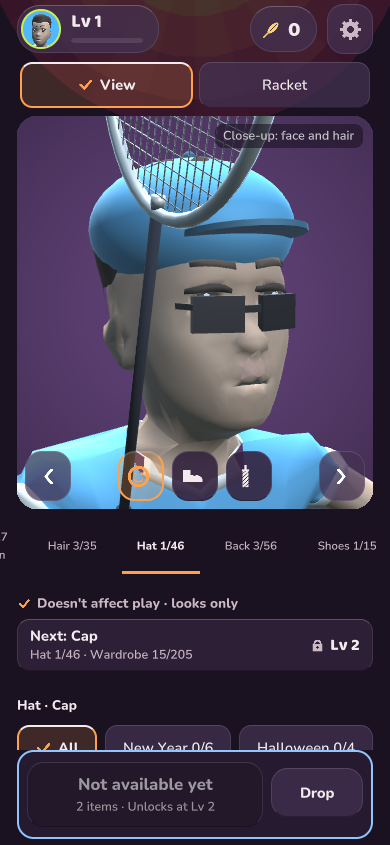 Lv 1
0
View
Racket
Close-up: face and hair
7
n
Hair 3/35
Hat 1/46
Back 3/56
Shoes 1/15
Doesn't affect play · looks only
Next: Cap
Hat 1/46 · Wardrobe 15/205
Lv 2
Hat · Cap
All
New Year 0/6
Halloween 0/4
Not available yet
2 items · Unlocks at Lv 2
Drop